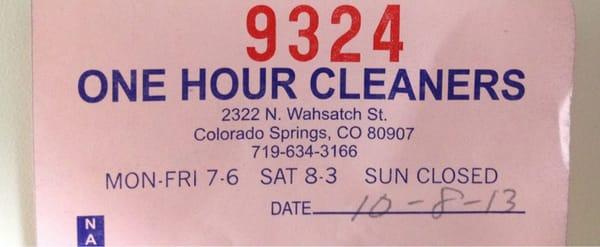 9324
ONE HOUR CLEANERS
2322 N. Wahsatch St.
Colorado Springs, CO 80907
719-634-3166
MON-FRI 7-6 SAT 8-3 SUN CLOSED
DATE 10-8-13
N
A